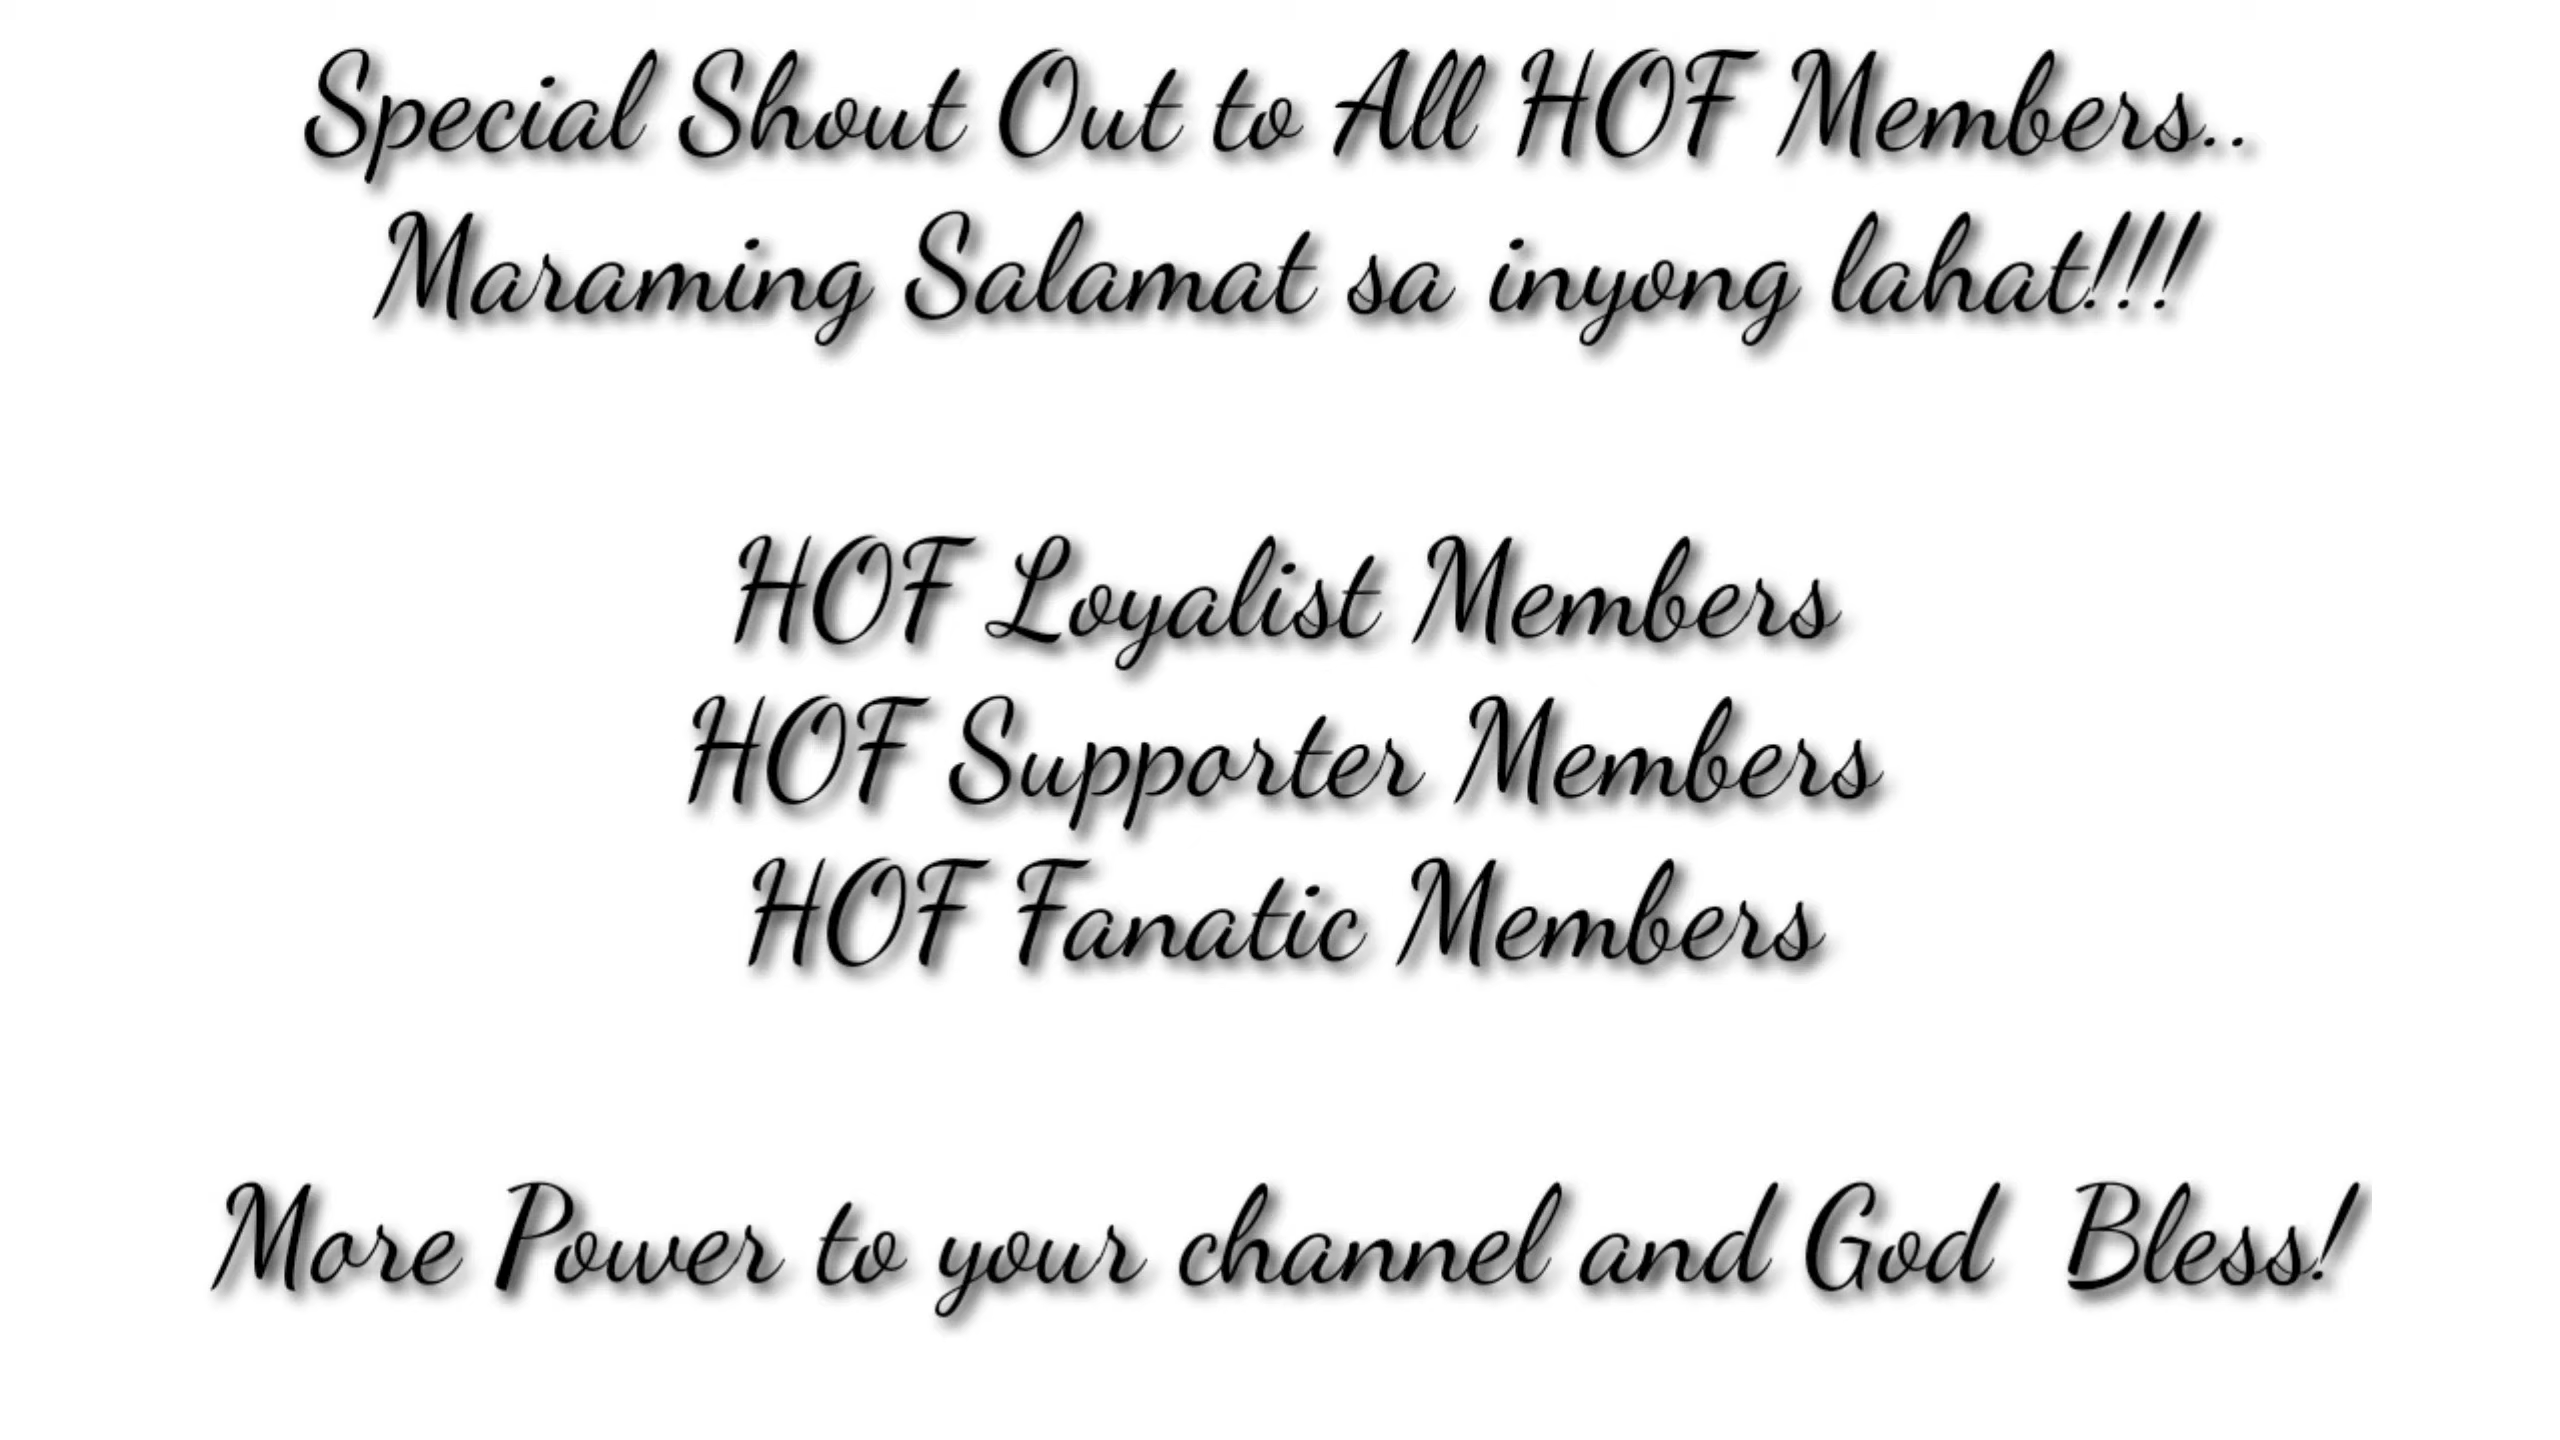 Special Shout Out to All HOF Members..
Maraming Salamat sa inyong lahat!!!
HOF Loyalist Members
HOF Supporter Members
HOF Fanatic Members
More Power to your channel and God  Bless!